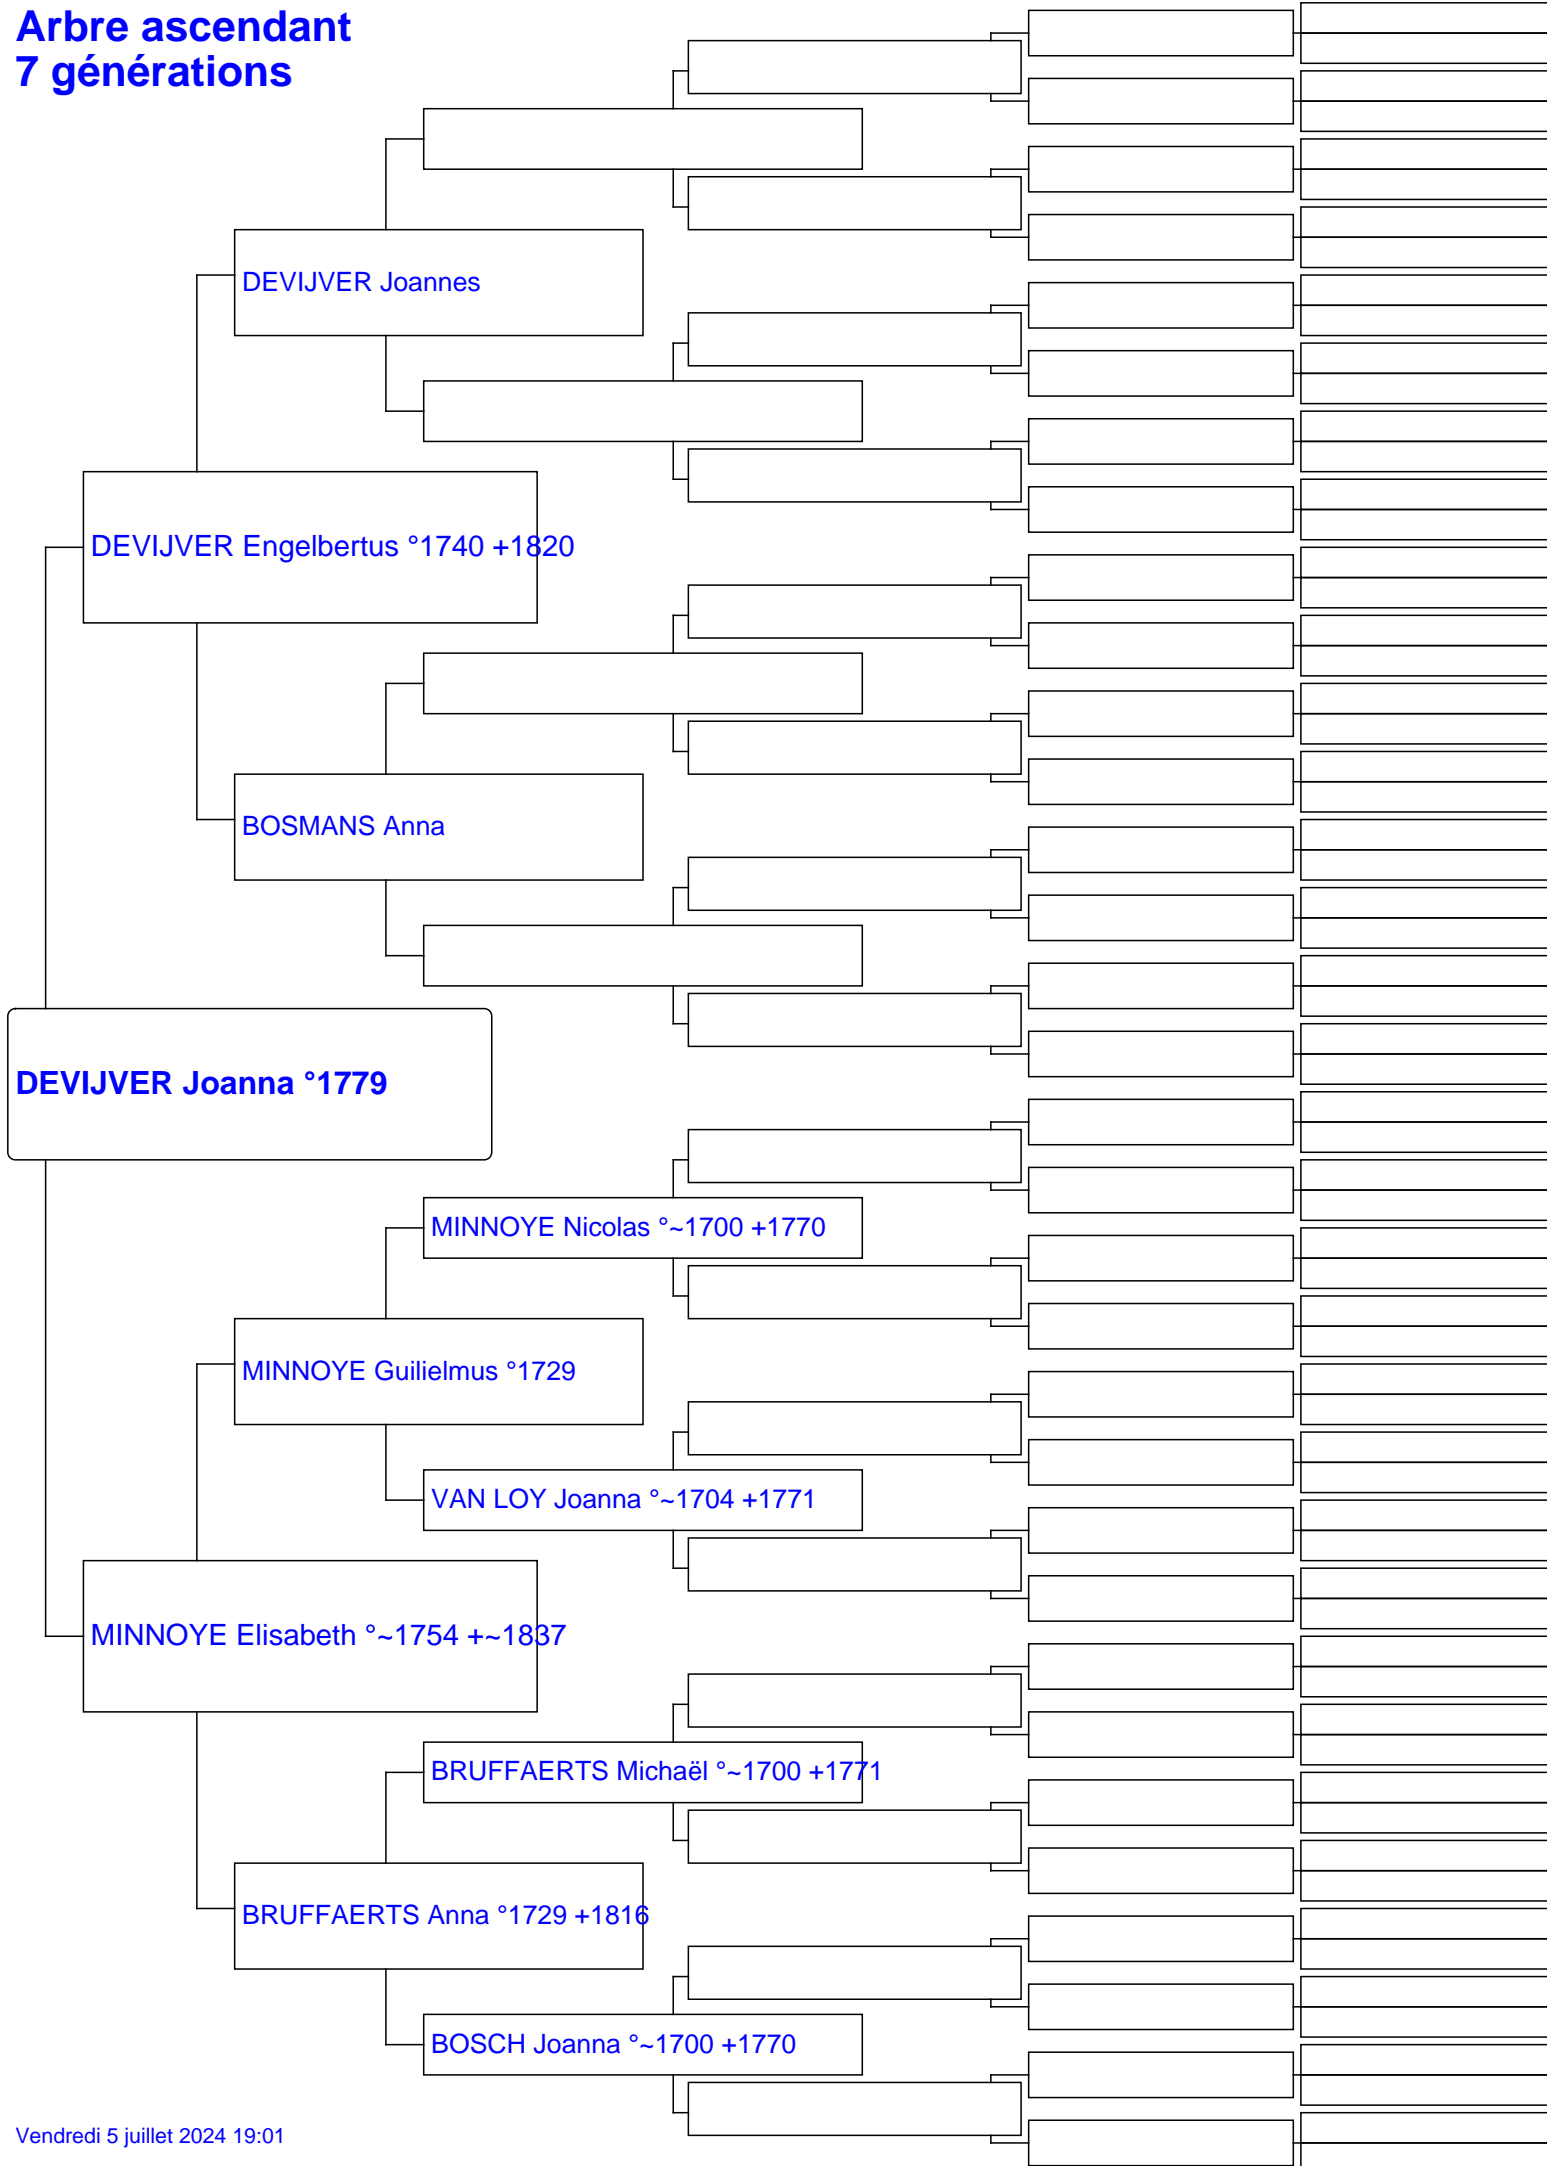 Arbre ascendant
7 générations
DEVIJVER Joannes
DEVIJVER Engelbertus °1740 +1820
BOSMANS Anna
DEVIJVER Joanna °1779
MINNOYE Nicolas °~1700 +1770
MINNOYE Guilielmus °1729
VAN LOY Joanna °~1704 +1771
MINNOYE Elisabeth °~1754 +~1837
BRUFFAERTS Michaël °~1700 +1771
BRUFFAERTS Anna °1729 +1816
BOSCH Joanna °~1700 +1770
Vendredi 5 juillet 2024 19:01